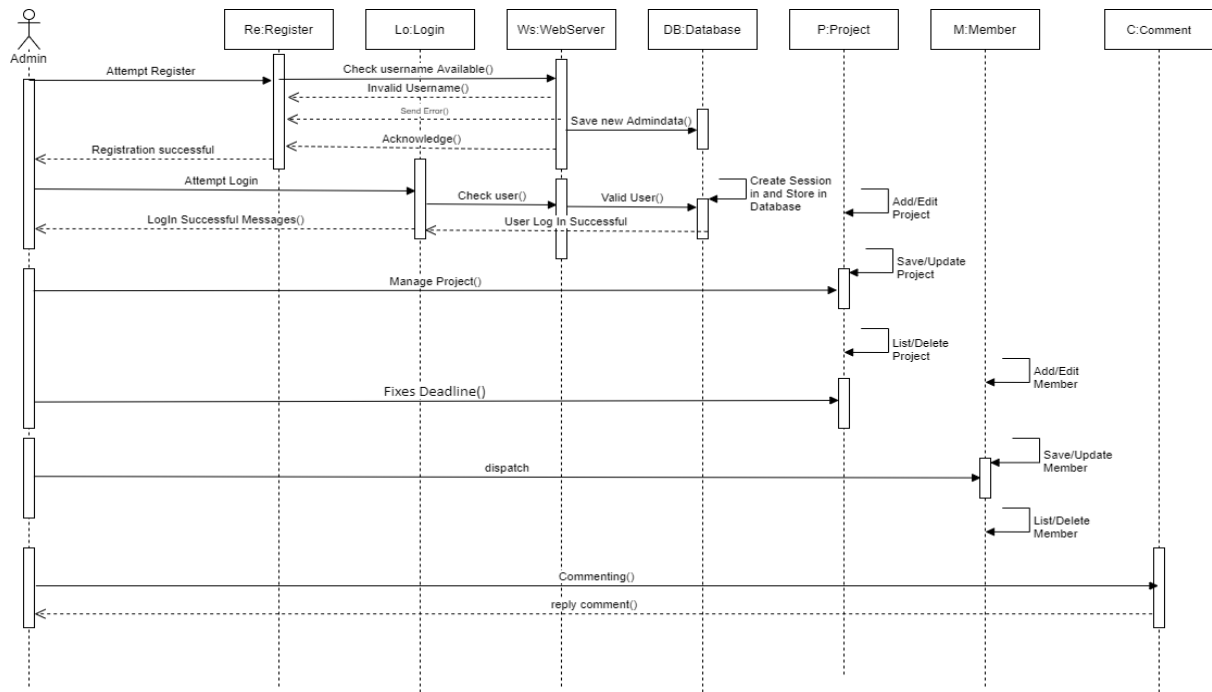 Re:Register
Lo:Login
Ws:WebServer
DB:Database
P:Project
M:Member
C:Comment
Admin
Attempt Register
Check username Available()
Invalid Username()
Send Error()
Save new Admindata()
Acknowledge()
Registration successful
Attempt Login
Create Session
in and Store in
Database
Check user()
Valid User()
Add/Edit
Project
LogIn Successful Messages()
User Log In Successful
Save/Update
Project
Manage Project()
List/Delete
Project
Add/Edit
Member
Fixes Deadline()
Save/Update
Member
dispatch
List/Delete
Member
Commenting()
reply comment()